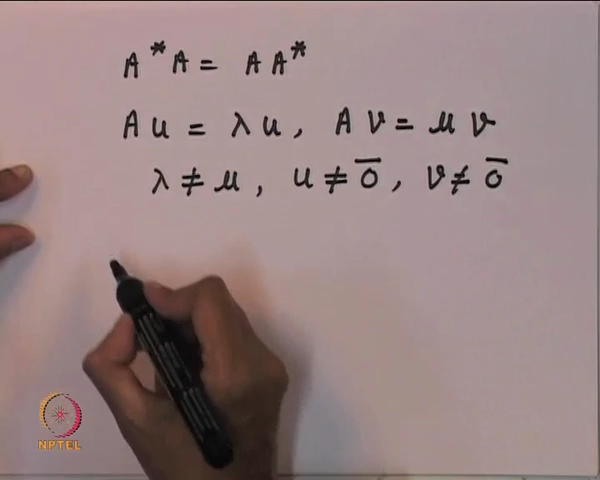 A*A = AA*
Au = λu, Av = μv
λ ≠ μ, u ≠ 0̅, v ≠ 0̅
NPTEL